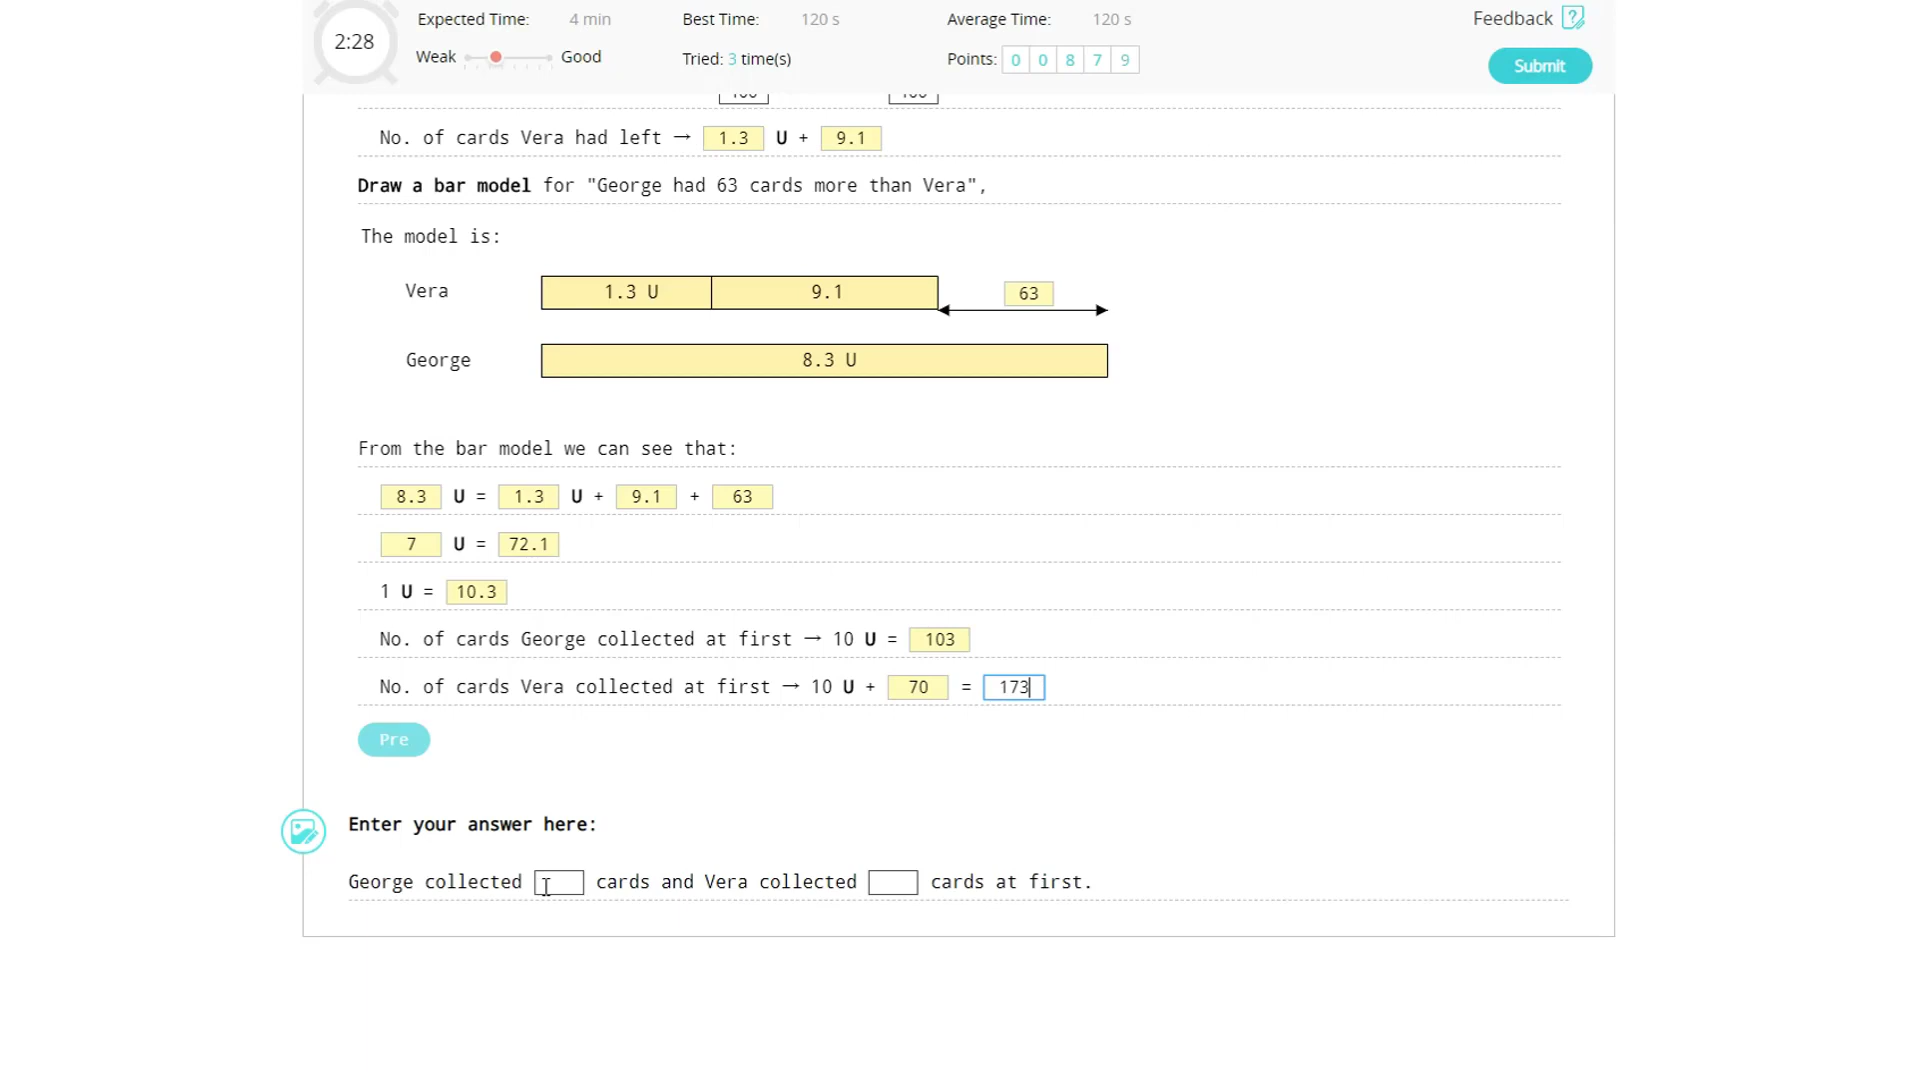 Expected Time: 4 min Best Time: 120 s Average Time: 120 s Feedback
2:28
Weak Good Tried: 3 time(s) Points: 0 0 8 7 9 Submit
No. of cards Vera had left → 1.3 U + 9.1
Draw a bar model for "George had 63 cards more than Vera",
The model is:
Vera 1.3 U 9.1 63
George 8.3 U
From the bar model we can see that:
8.3 U = 1.3 U + 9.1 + 63
7 U = 72.1
1 U = 10.3
No. of cards George collected at first → 10 U = 103
No. of cards Vera collected at first → 10 U + 70 = 173
Pre
Enter your answer here:
George collected cards and Vera collected cards at first.